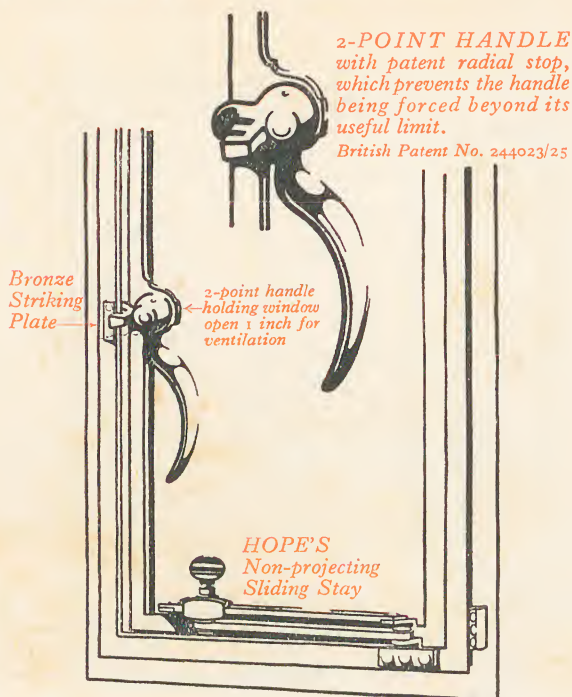 2-POINT HANDLE
with patent radial stop,
which prevents the handle
being forced beyond its
useful limit.
British Patent No. 244023/25
Bronze
Striking
Plate
2-point handle
holding window
open 1 inch for
ventilation
HOPE'S
Non-projecting
Sliding Stay